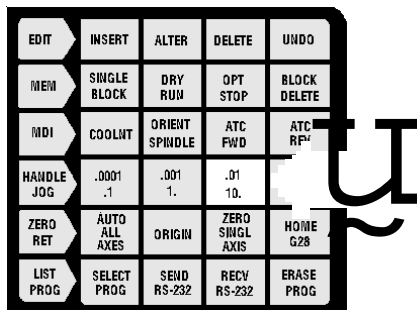 EDIT INSERT ALTER DELETE UNDO
MEM SINGLE BLOCK DRY RUN OPT STOP BLOCK DELETE
MDI COOLNT ORIENT SPINDLE ATC FWD ATC REV
HANDLE JOG .0001 .1 .001 1. .01 10.
ZERO RET AUTO ALL AXES ORIGIN ZERO SINGL AXIS HOME G28
LIST PROG SELECT PROG SEND RS-232 RECV RS-232 ERASE PROG